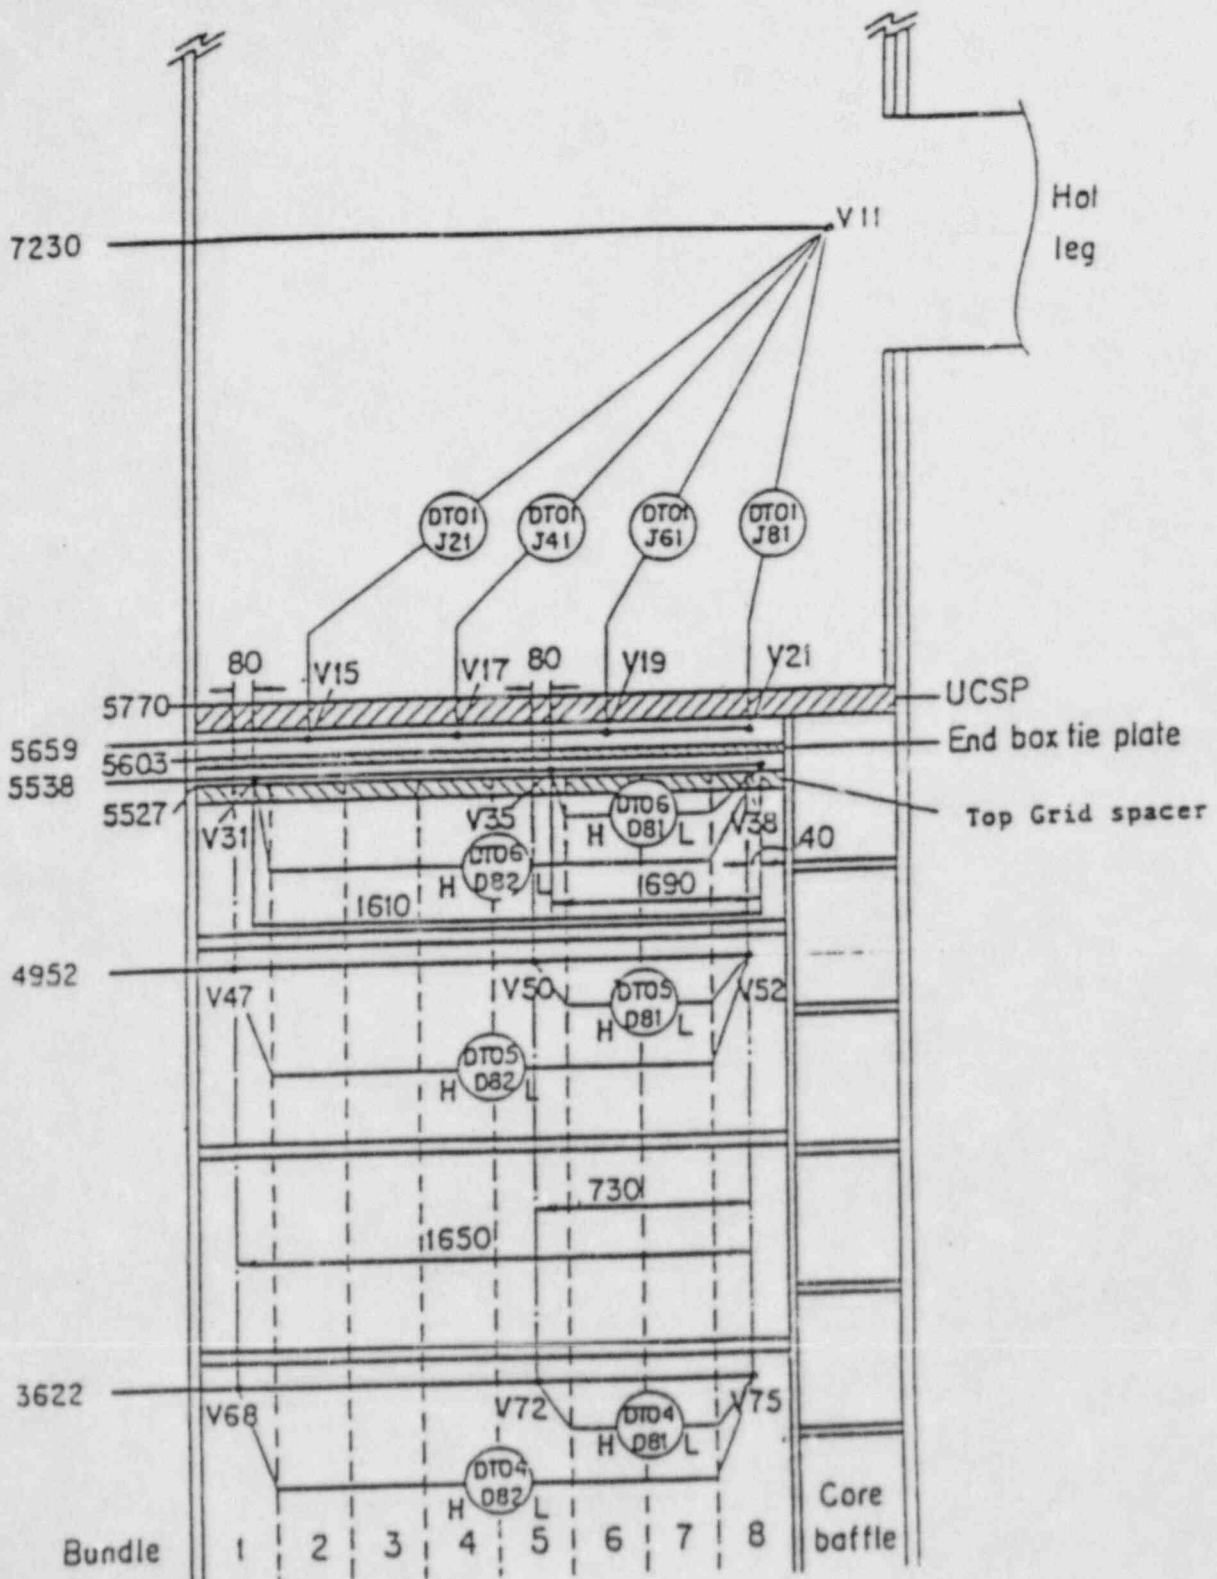 Hot
leg
V11
7230
DT01
J21
DT01
J41
DT01
J61
DT01
J81
80
V15
V17
80
V19
V21
5770
UCSP
5659
5603
End box tie plate
5538
5527
Top Grid spacer
V31
V35
DT06
D81
H
L
V38
40
DT06
D82
H
L
1690
1610
4952
V47
V50
DT05
D81
H
L
V52
DT05
D82
H
L
730
1650
3622
V68
V72
DT04
D81
H
L
V75
DT04
D82
H
L
Core
baffle
Bundle 1 2 3 4 5 6 7 8